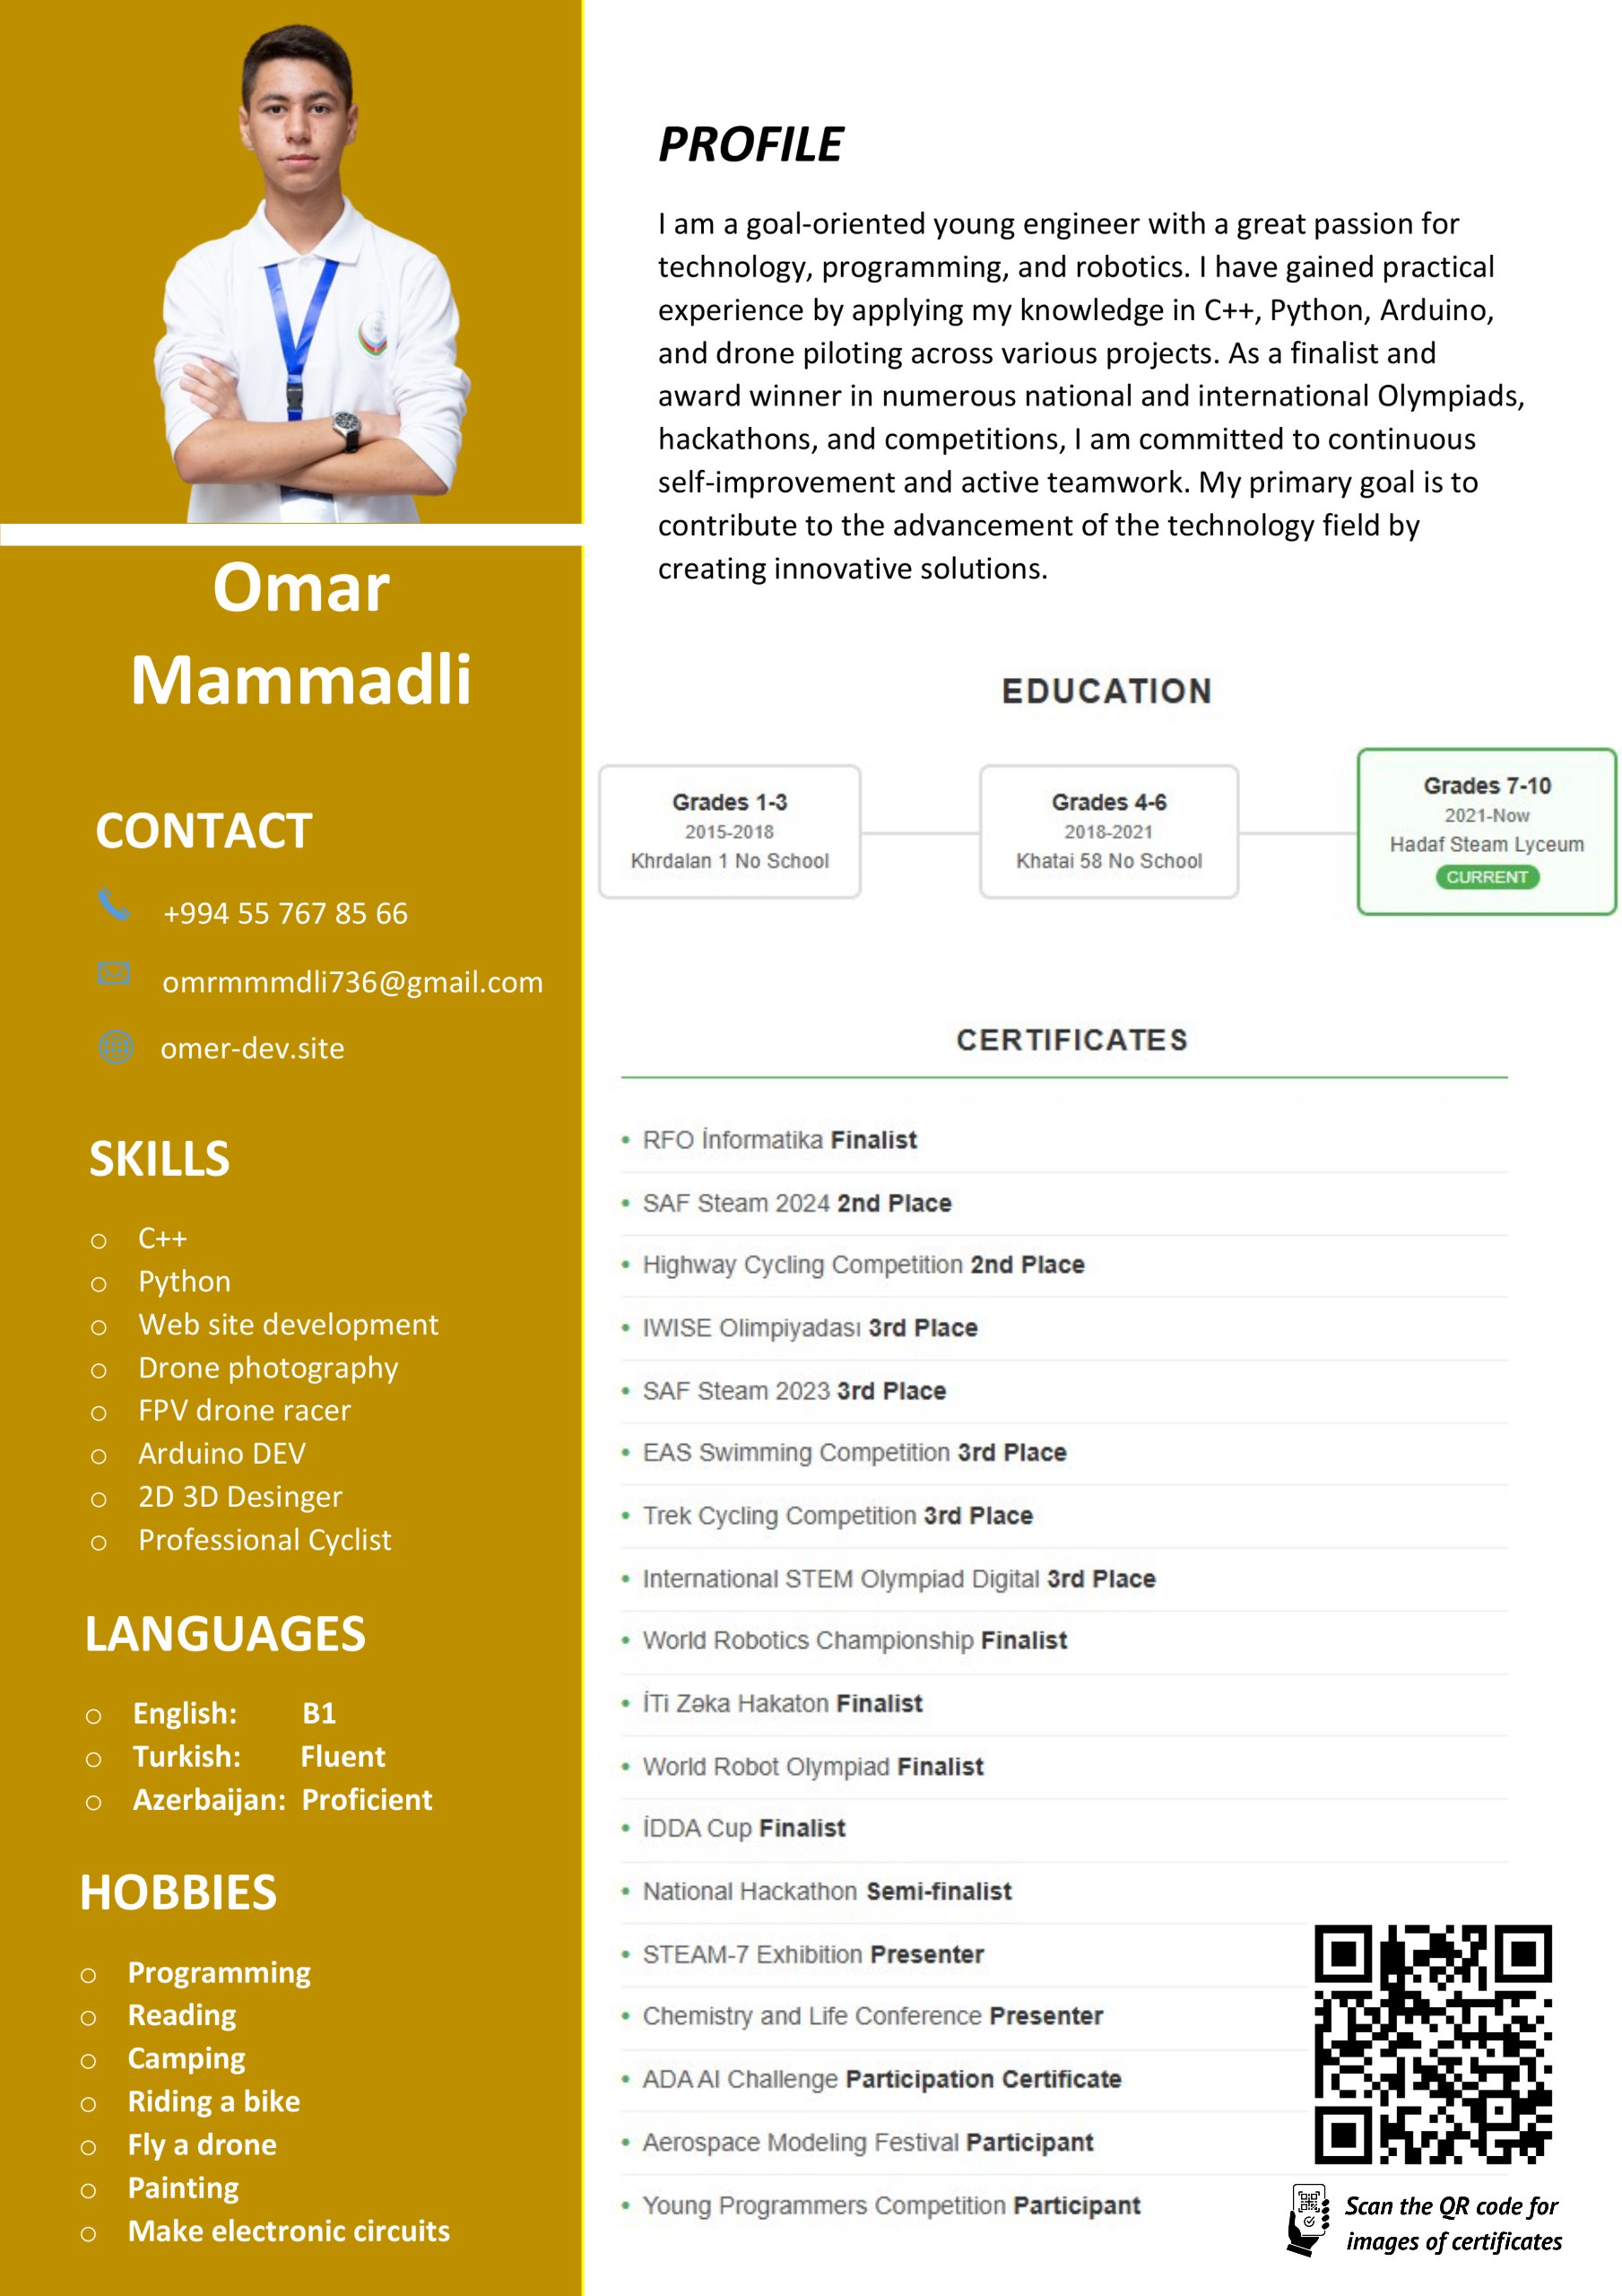 Omar
Mammadli
CONTACT
+994 55 767 85 66
omrmmmdli736@gmail.com
omer-dev.site
SKILLS
C++
Python
Web site development
Drone photography
FPV drone racer
Arduino DEV
2D 3D Desinger
Professional Cyclist
LANGUAGES
English: B1
Turkish: Fluent
Azerbaijan: Proficient
HOBBIES
Programming
Reading
Camping
Riding a bike
Fly a drone
Painting
Make electronic circuits
PROFILE
I am a goal-oriented young engineer with a great passion for
technology, programming, and robotics. I have gained practical
experience by applying my knowledge in C++, Python, Arduino,
and drone piloting across various projects. As a finalist and
award winner in numerous national and international Olympiads,
hackathons, and competitions, I am committed to continuous
self-improvement and active teamwork. My primary goal is to
contribute to the advancement of the technology field by
creating innovative solutions.
EDUCATION
Grades 1-3
2015-2018
Khrdalan 1 No School
Grades 4-6
2018-2021
Khatai 58 No School
Grades 7-10
2021-Now
Hadaf Steam Lyceum
CURRENT
CERTIFICATES
• RFO İnformatika Finalist
• SAF Steam 2024 2nd Place
• Highway Cycling Competition 2nd Place
• IWISE Olimpiyadası 3rd Place
• SAF Steam 2023 3rd Place
• EAS Swimming Competition 3rd Place
• Trek Cycling Competition 3rd Place
• International STEM Olympiad Digital 3rd Place
• World Robotics Championship Finalist
• İTi Zəka Hakaton Finalist
• World Robot Olympiad Finalist
• İDDA Cup Finalist
• National Hackathon Semi-finalist
• STEAM-7 Exhibition Presenter
• Chemistry and Life Conference Presenter
• ADA AI Challenge Participation Certificate
• Aerospace Modeling Festival Participant
• Young Programmers Competition Participant
Scan the QR code for
images of certificates